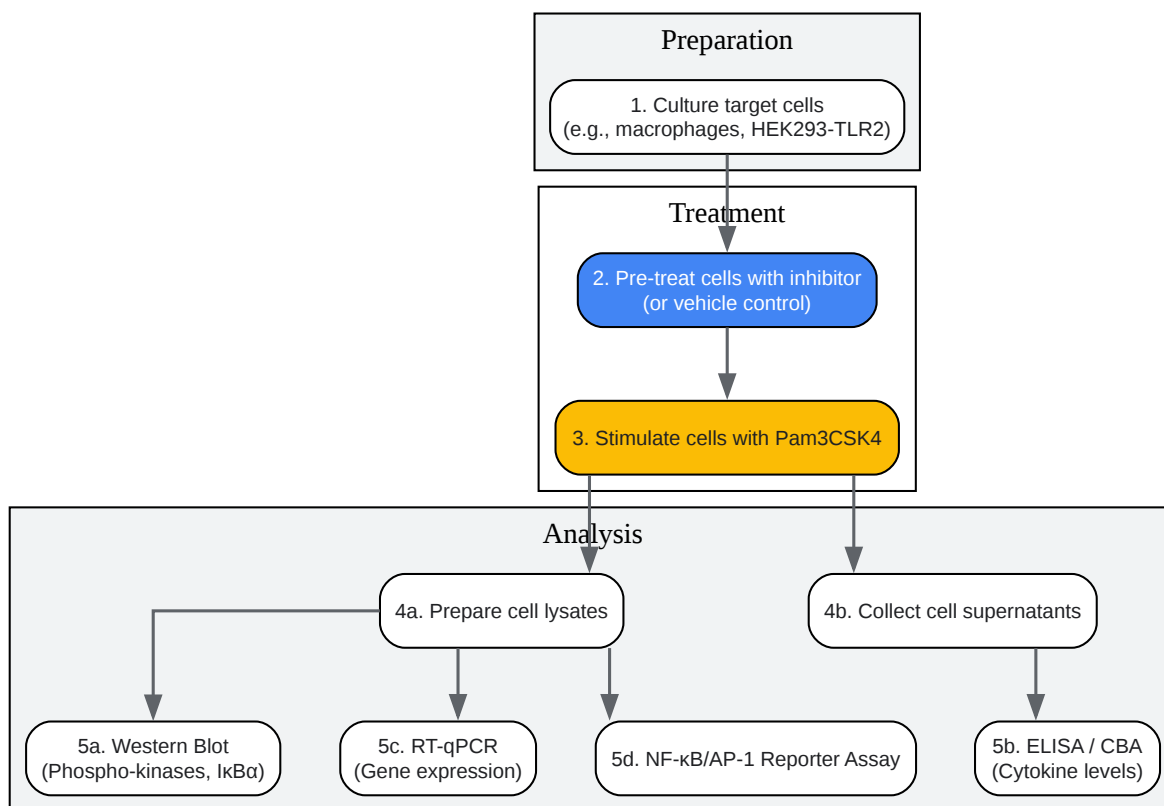 Preparation
1. Culture target cells
(e.g., macrophages, HEK293-TLR2)
Treatment
2. Pre-treat cells with inhibitor
(or vehicle control)
3. Stimulate cells with Pam3CSK4
Analysis
4a. Prepare cell lysates
4b. Collect cell supernatants
5a. Western Blot
(Phospho-kinases, IκBα)
5c. RT-qPCR
(Gene expression)
5d. NF-κB/AP-1 Reporter Assay
5b. ELISA / CBA
(Cytokine levels)